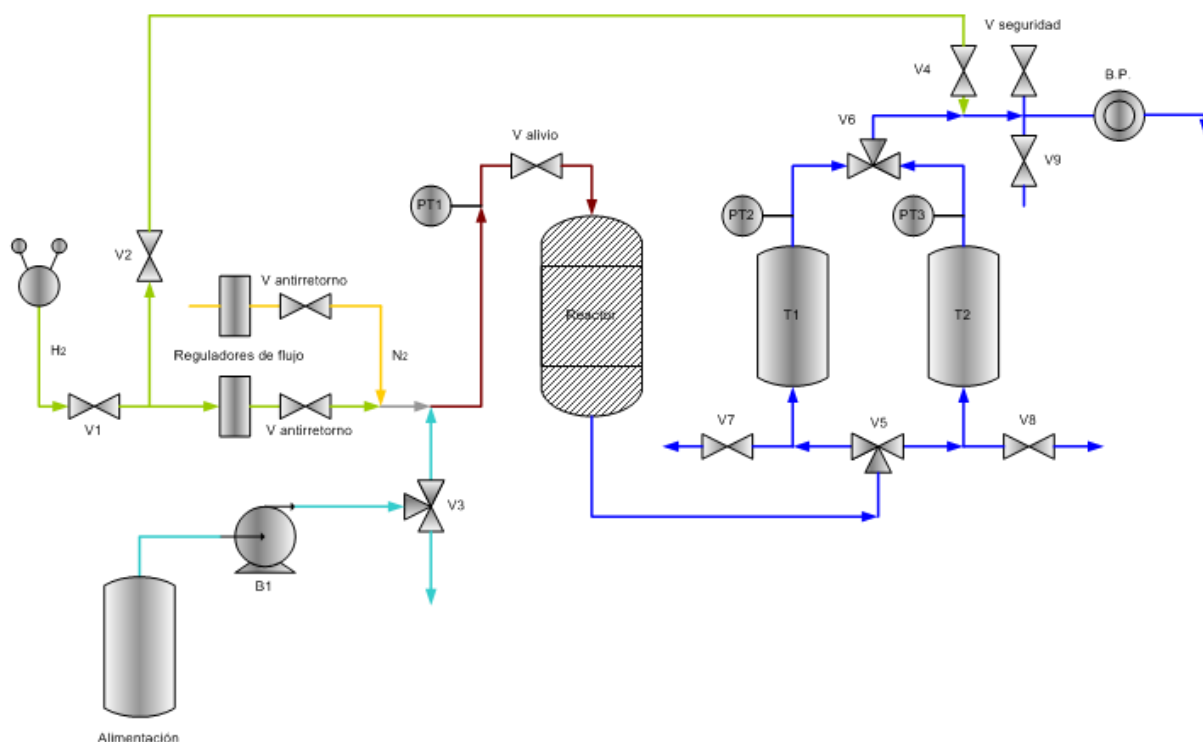 V seguridad
V4
B.P.
V6
V alivio
V9
PT1
PT2
PT3
V2
V antirretorno
T1
T2
Reactor
H2
Reguladores de flujo
N2
V1
V antirretorno
V7
V5
V8
V3
B1
Alimentación